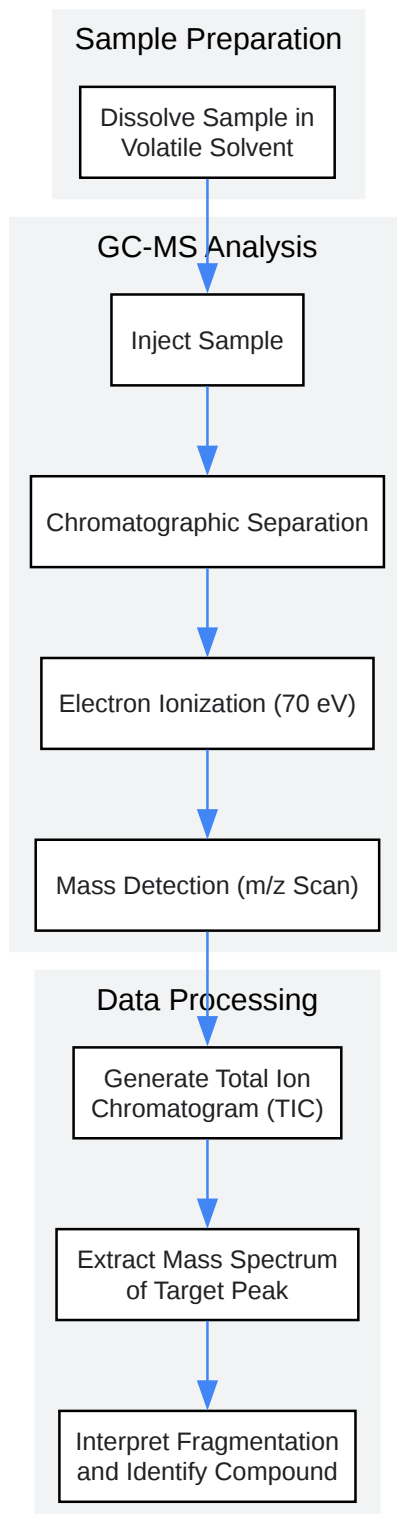 Sample Preparation
Dissolve Sample in
Volatile Solvent
GC-MS Analysis
Inject Sample
Chromatographic Separation
Electron Ionization (70 eV)
Mass Detection (m/z Scan)
Data Processing
Generate Total Ion
Chromatogram (TIC)
Extract Mass Spectrum
of Target Peak
Interpret Fragmentation
and Identify Compound